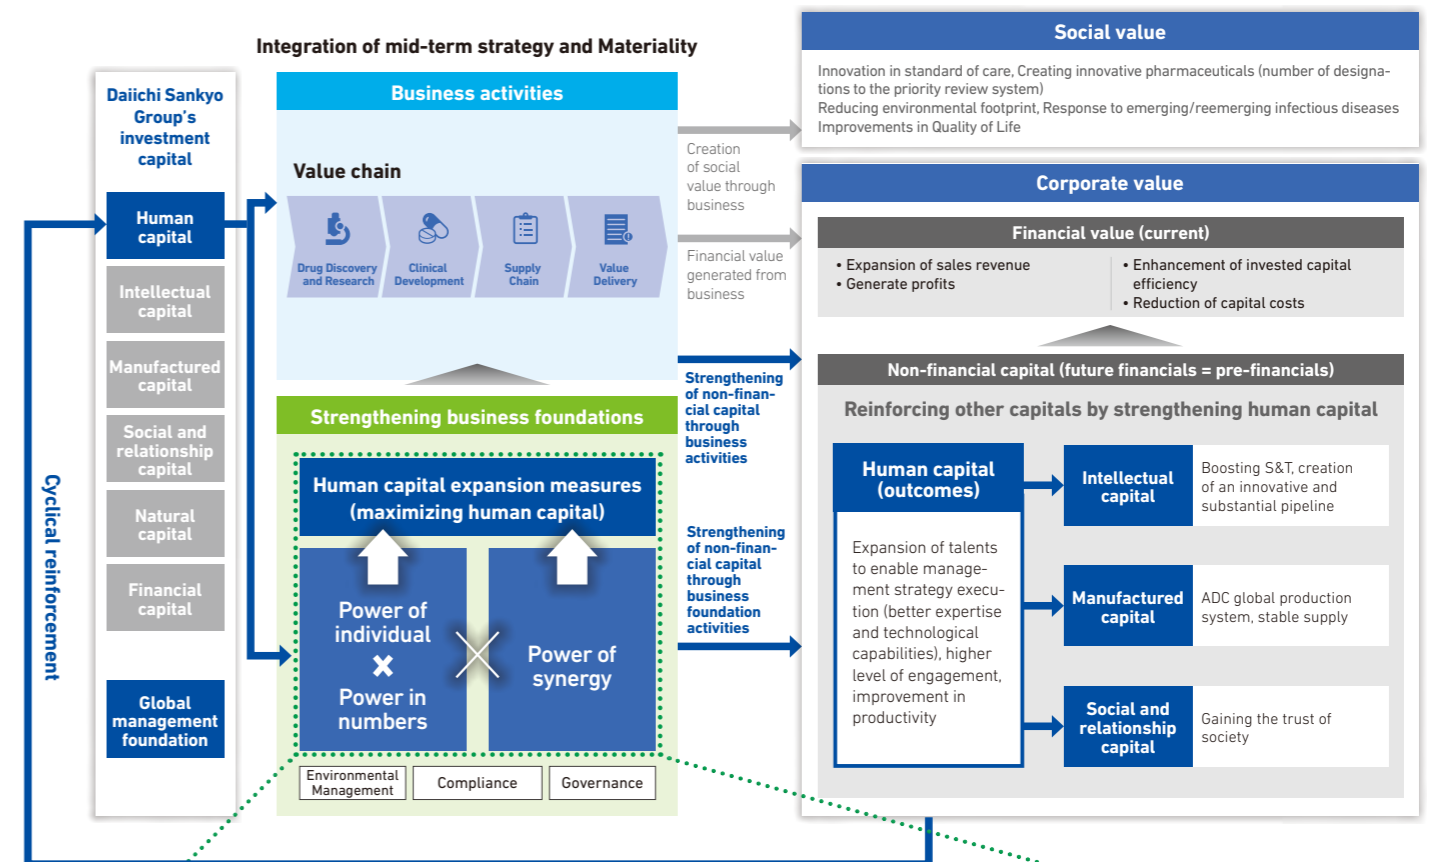 Integration of mid-term strategy and Materiality
Daiichi Sankyo
Group's
investment
capital
Human
capital
Intellectual
capital
Manufactured
capital
Social and
relationship
capital
Natural
capital
Financial
capital
Global
management
foundation
Cyclical reinforcement
Business activities
Value chain
Drug Discovery
and Research
Clinical
Development
Supply
Chain
Value
Delivery
Strengthening business foundations
Human capital expansion measures
(maximizing human capital)
Power of
individual
×
Power in
numbers
Power of
synergy
Environmental
Management
Compliance
Governance
Creation
of social
value through
business
Financial value
generated from
business
Strengthening
of non-finan-
cial capital
through
business
activities
Strengthening
of non-finan-
cial capital
through
business
foundation
activities
Social value
Innovation in standard of care, Creating innovative pharmaceuticals (number of designa-
tions to the priority review system)
Reducing environmental footprint, Response to emerging/reemerging infectious diseases
Improvements in Quality of Life
Corporate value
Financial value (current)
• Expansion of sales revenue
• Generate profits
• Enhancement of invested capital
efficiency
• Reduction of capital costs
Non-financial capital (future financials = pre-financials)
Reinforcing other capitals by strengthening human capital
Human capital
(outcomes)
Expansion of talents
to enable manage-
ment strategy execu-
tion (better expertise
and technological
capabilities), higher
level of engagement,
improvement in
productivity
Intellectual
capital
Boosting S&T, creation
of an innovative and
substantial pipeline
Manufactured
capital
ADC global production
system, stable supply
Social and
relationship
capital
Gaining the trust of
society